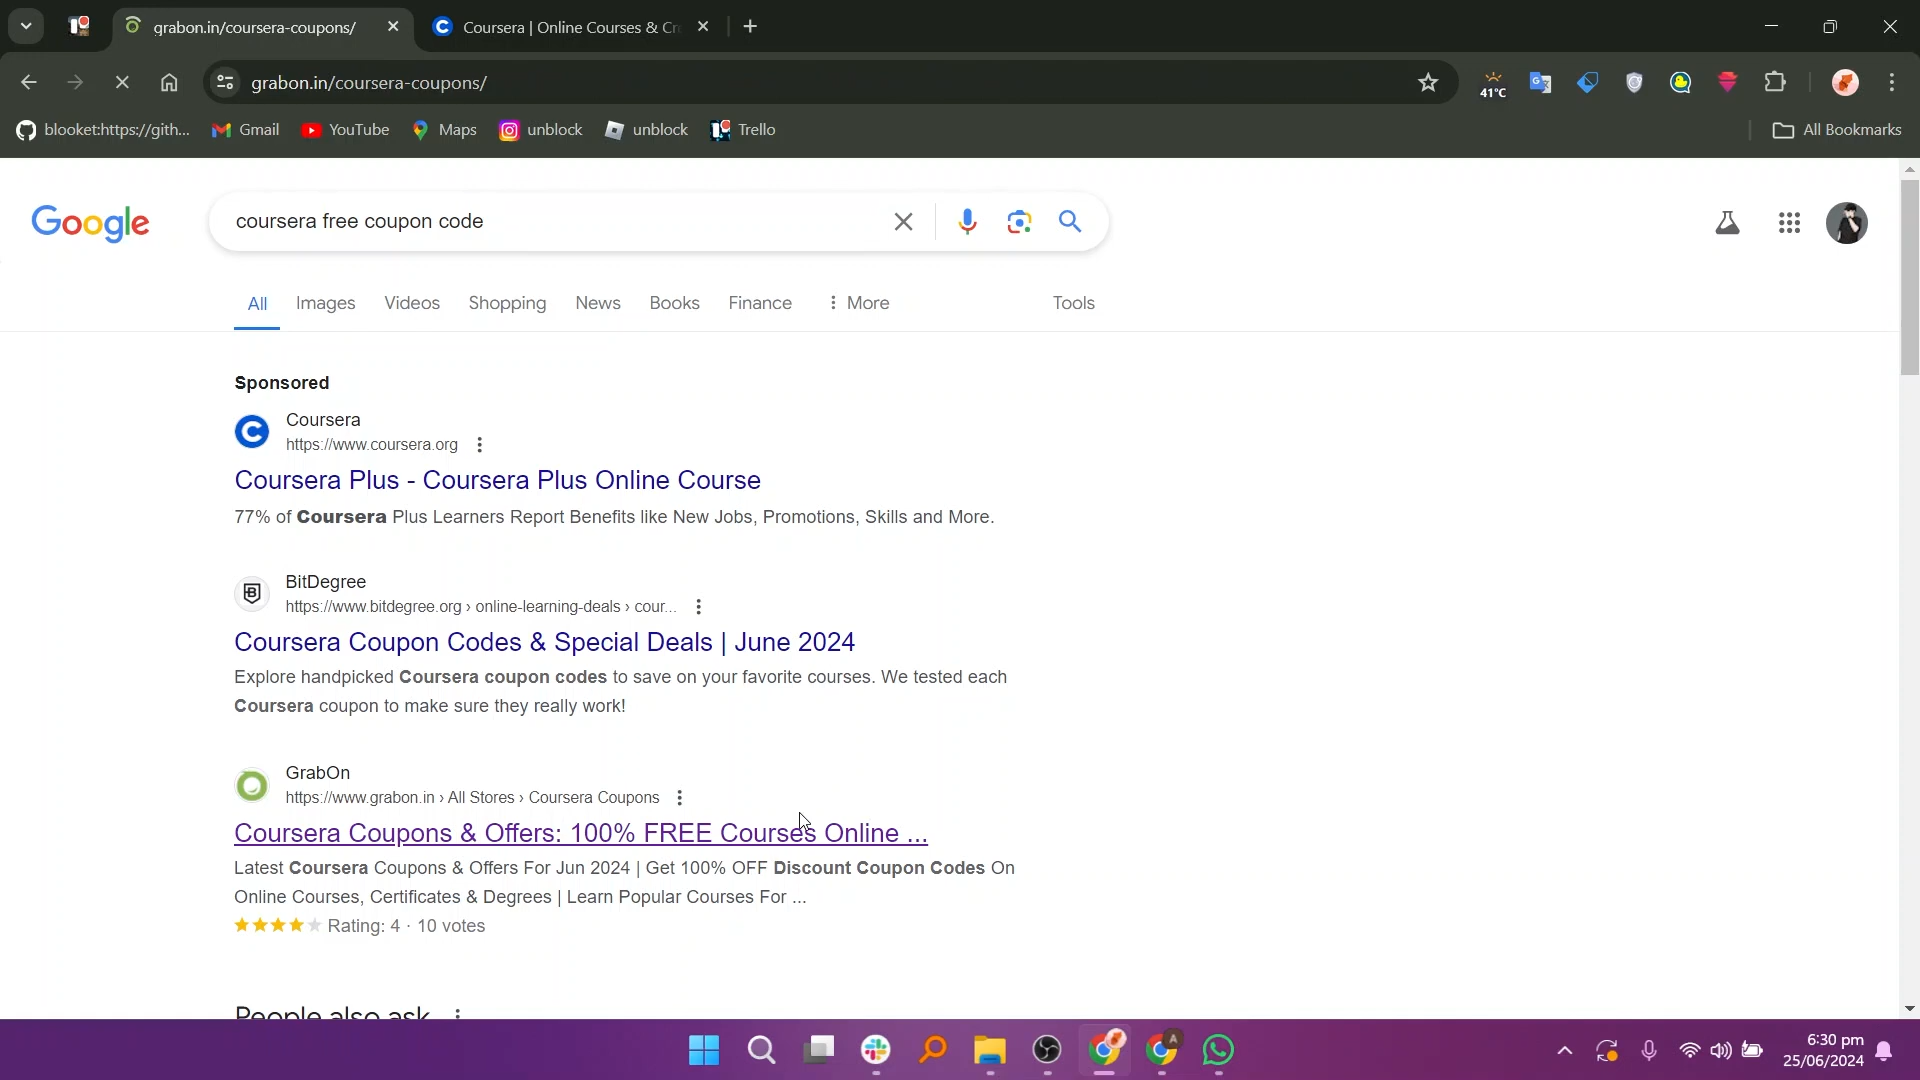 grabon.in/coursera-coupons/
Coursera | Online Courses & Cr
grabon.in/coursera-coupons/
41°C
blooket:https://gith...
Gmail
YouTube
Maps
unblock
unblock
Trello
All Bookmarks
Google
coursera free coupon code
All
Images
Videos
Shopping
News
Books
Finance
More
Tools
Sponsored
Coursera
https://www.coursera.org
Coursera Plus - Coursera Plus Online Course
77% of Coursera Plus Learners Report Benefits like New Jobs, Promotions, Skills and More.
BitDegree
https://www.bitdegree.org › online-learning-deals › cour...
Coursera Coupon Codes & Special Deals | June 2024
Explore handpicked Coursera coupon codes to save on your favorite courses. We tested each
Coursera coupon to make sure they really work!
GrabOn
https://www.grabon.in › All Stores › Coursera Coupons
Coursera Coupons & Offers: 100% FREE Courses Online ...
Latest Coursera Coupons & Offers For Jun 2024 | Get 100% OFF Discount Coupon Codes On
Online Courses, Certificates & Degrees | Learn Popular Courses For ...
Rating: 4 · 10 votes
People also ask
A
6:30 pm
25/06/2024